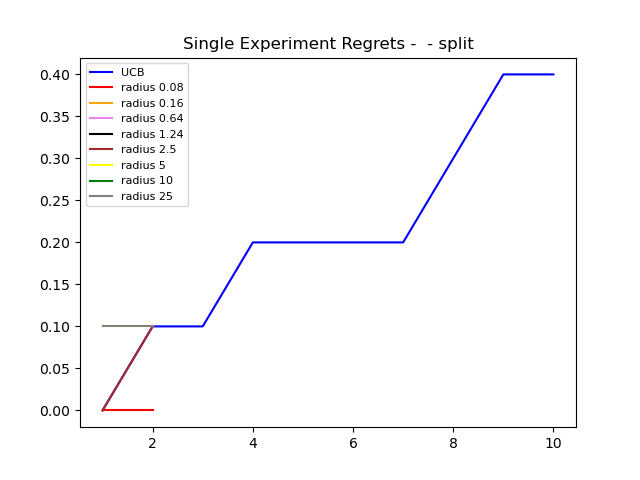 Single Experiment Regrets -  - split
0.40
0.35
0.30
0.25
0.20
0.15
0.10
0.05
0.00
UCB
radius 0.08
radius 0.16
radius 0.64
radius 1.24
radius 2.5
radius 5
radius 10
radius 25
2 4 6 8 10